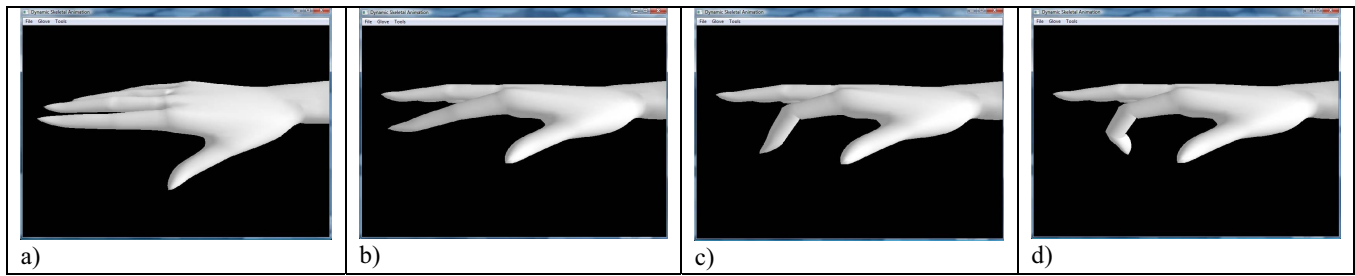 Dynamic Skeletal Animation
File Glove Tools
Dynamic Skeletal Animation
File Glove Tools
Dynamic Skeletal Animation
File Glove Tools
Dynamic Skeletal Animation
File Glove Tools
a)
b)
c)
d)